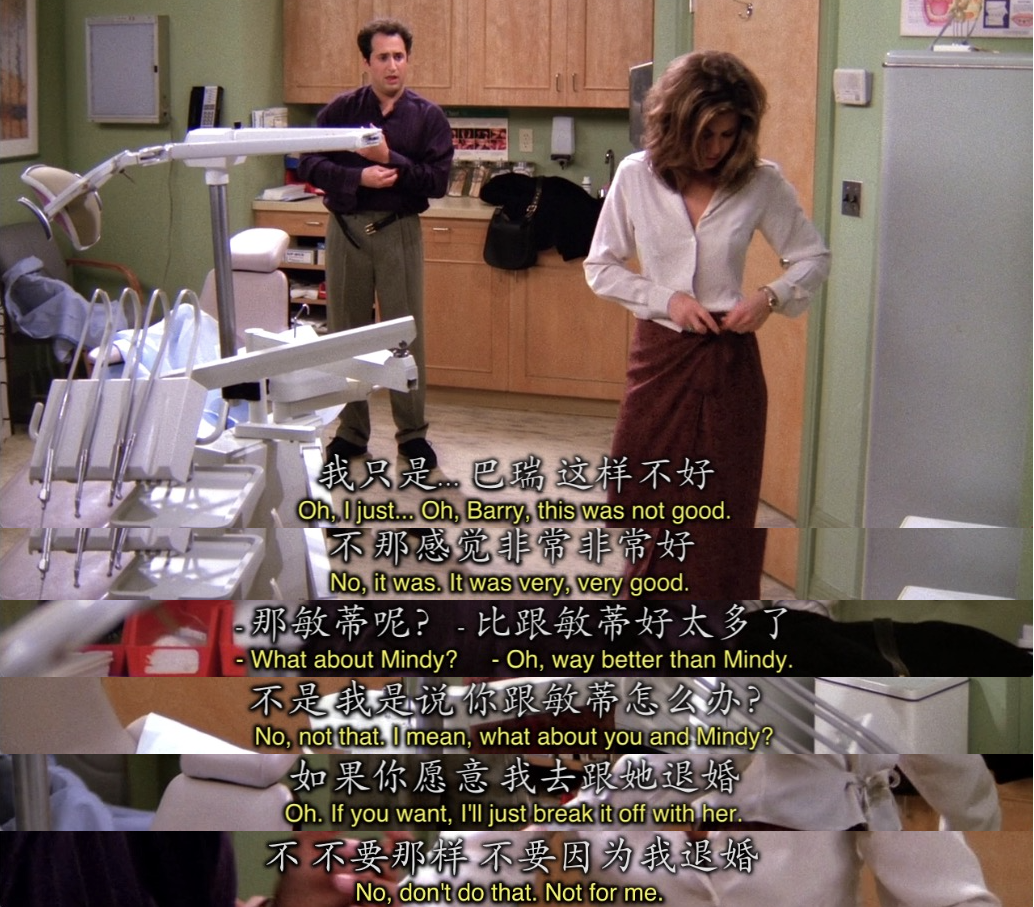 我只是... 巴瑞 这样不好
Oh, I just... Oh, Barry, this was not good.
不那感觉非常非常好
No, it was. It was very, very good.
-那敏蒂呢? -比跟敏蒂好太多了
- What about Mindy? - Oh, way better than Mindy.
不是我是说你跟敏蒂怎么办?
No, not that. I mean, what about you and Mindy?
如果你愿意 我去跟她退婚
Oh. If you want, I'll just break it off with her.
不 不要那样 不要因为我退婚
No, don't do that. Not for me.